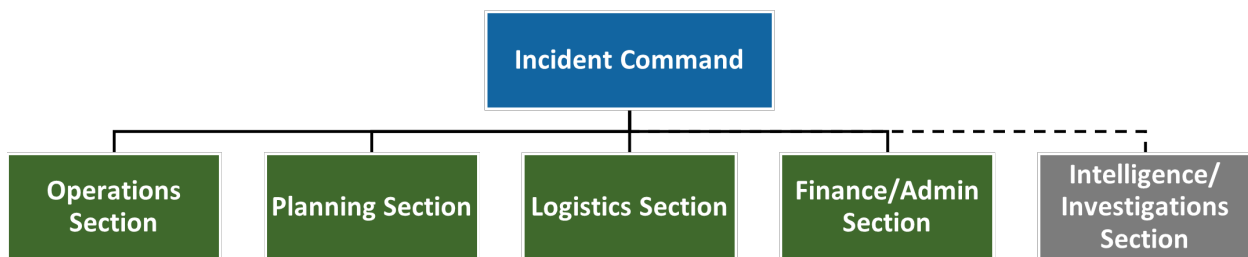 Incident Command
Operations
Section
Planning Section
Logistics Section
Finance/Admin
Section
Intelligence/
Investigations
Section